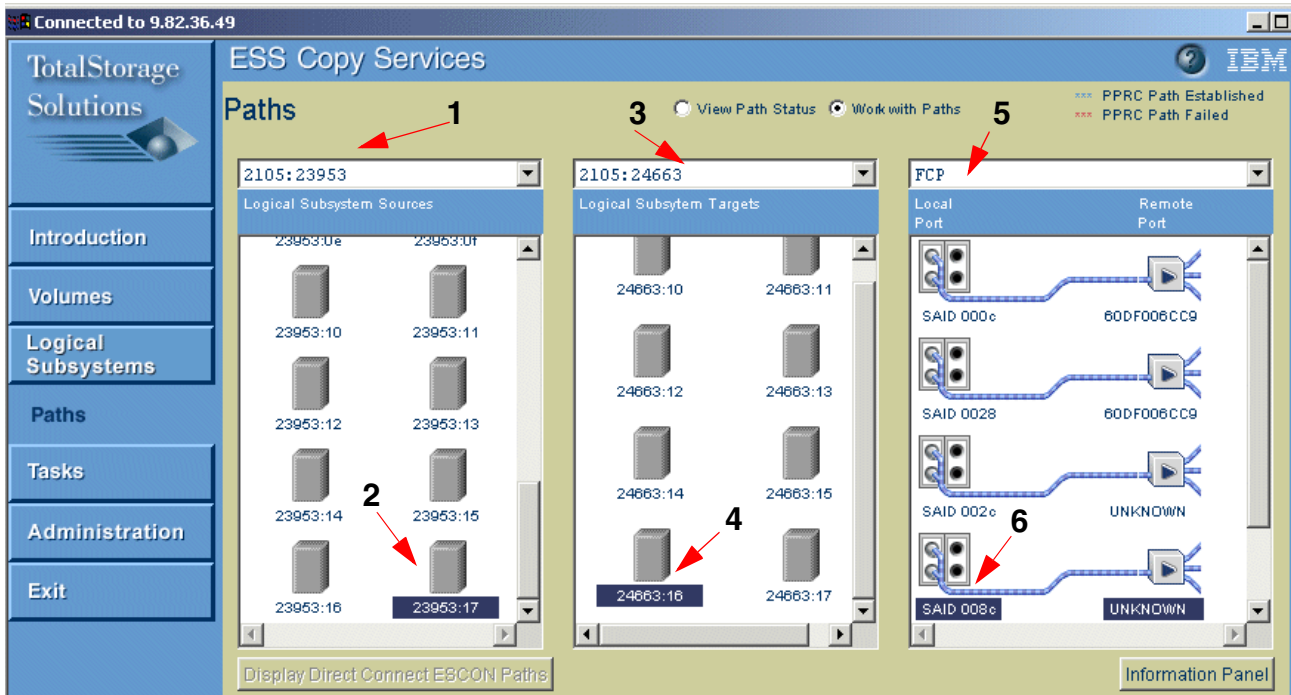 Connected to 9.82.36.49
TotalStorage
Solutions
ESS Copy Services
?
IBM
Paths
View Path Status
Work with Paths
PPRC Path Established
PPRC Path Failed
1
3
5
2105:23953
2105:24663
FCP
Logical Subsystem Sources
Logical Subsytem Targets
Local
Port
Remote
Port
Introduction
Volumes
Logical
Subsystems
Paths
Tasks
Administration
Exit
23953:0e
23953:0f
23953:10
23953:11
23953:12
23953:13
23953:14
23953:15
2
23953:16
23953:17
24663:10
24663:11
24663:12
24663:13
24663:14
24663:15
4
24663:16
24663:17
SAID 000c
60DF006CC9
SAID 0028
60DF006CC9
SAID 002c
UNKNOWN
6
SAID 008c
UNKNOWN
Display Direct Connect ESCON Paths
Information Panel